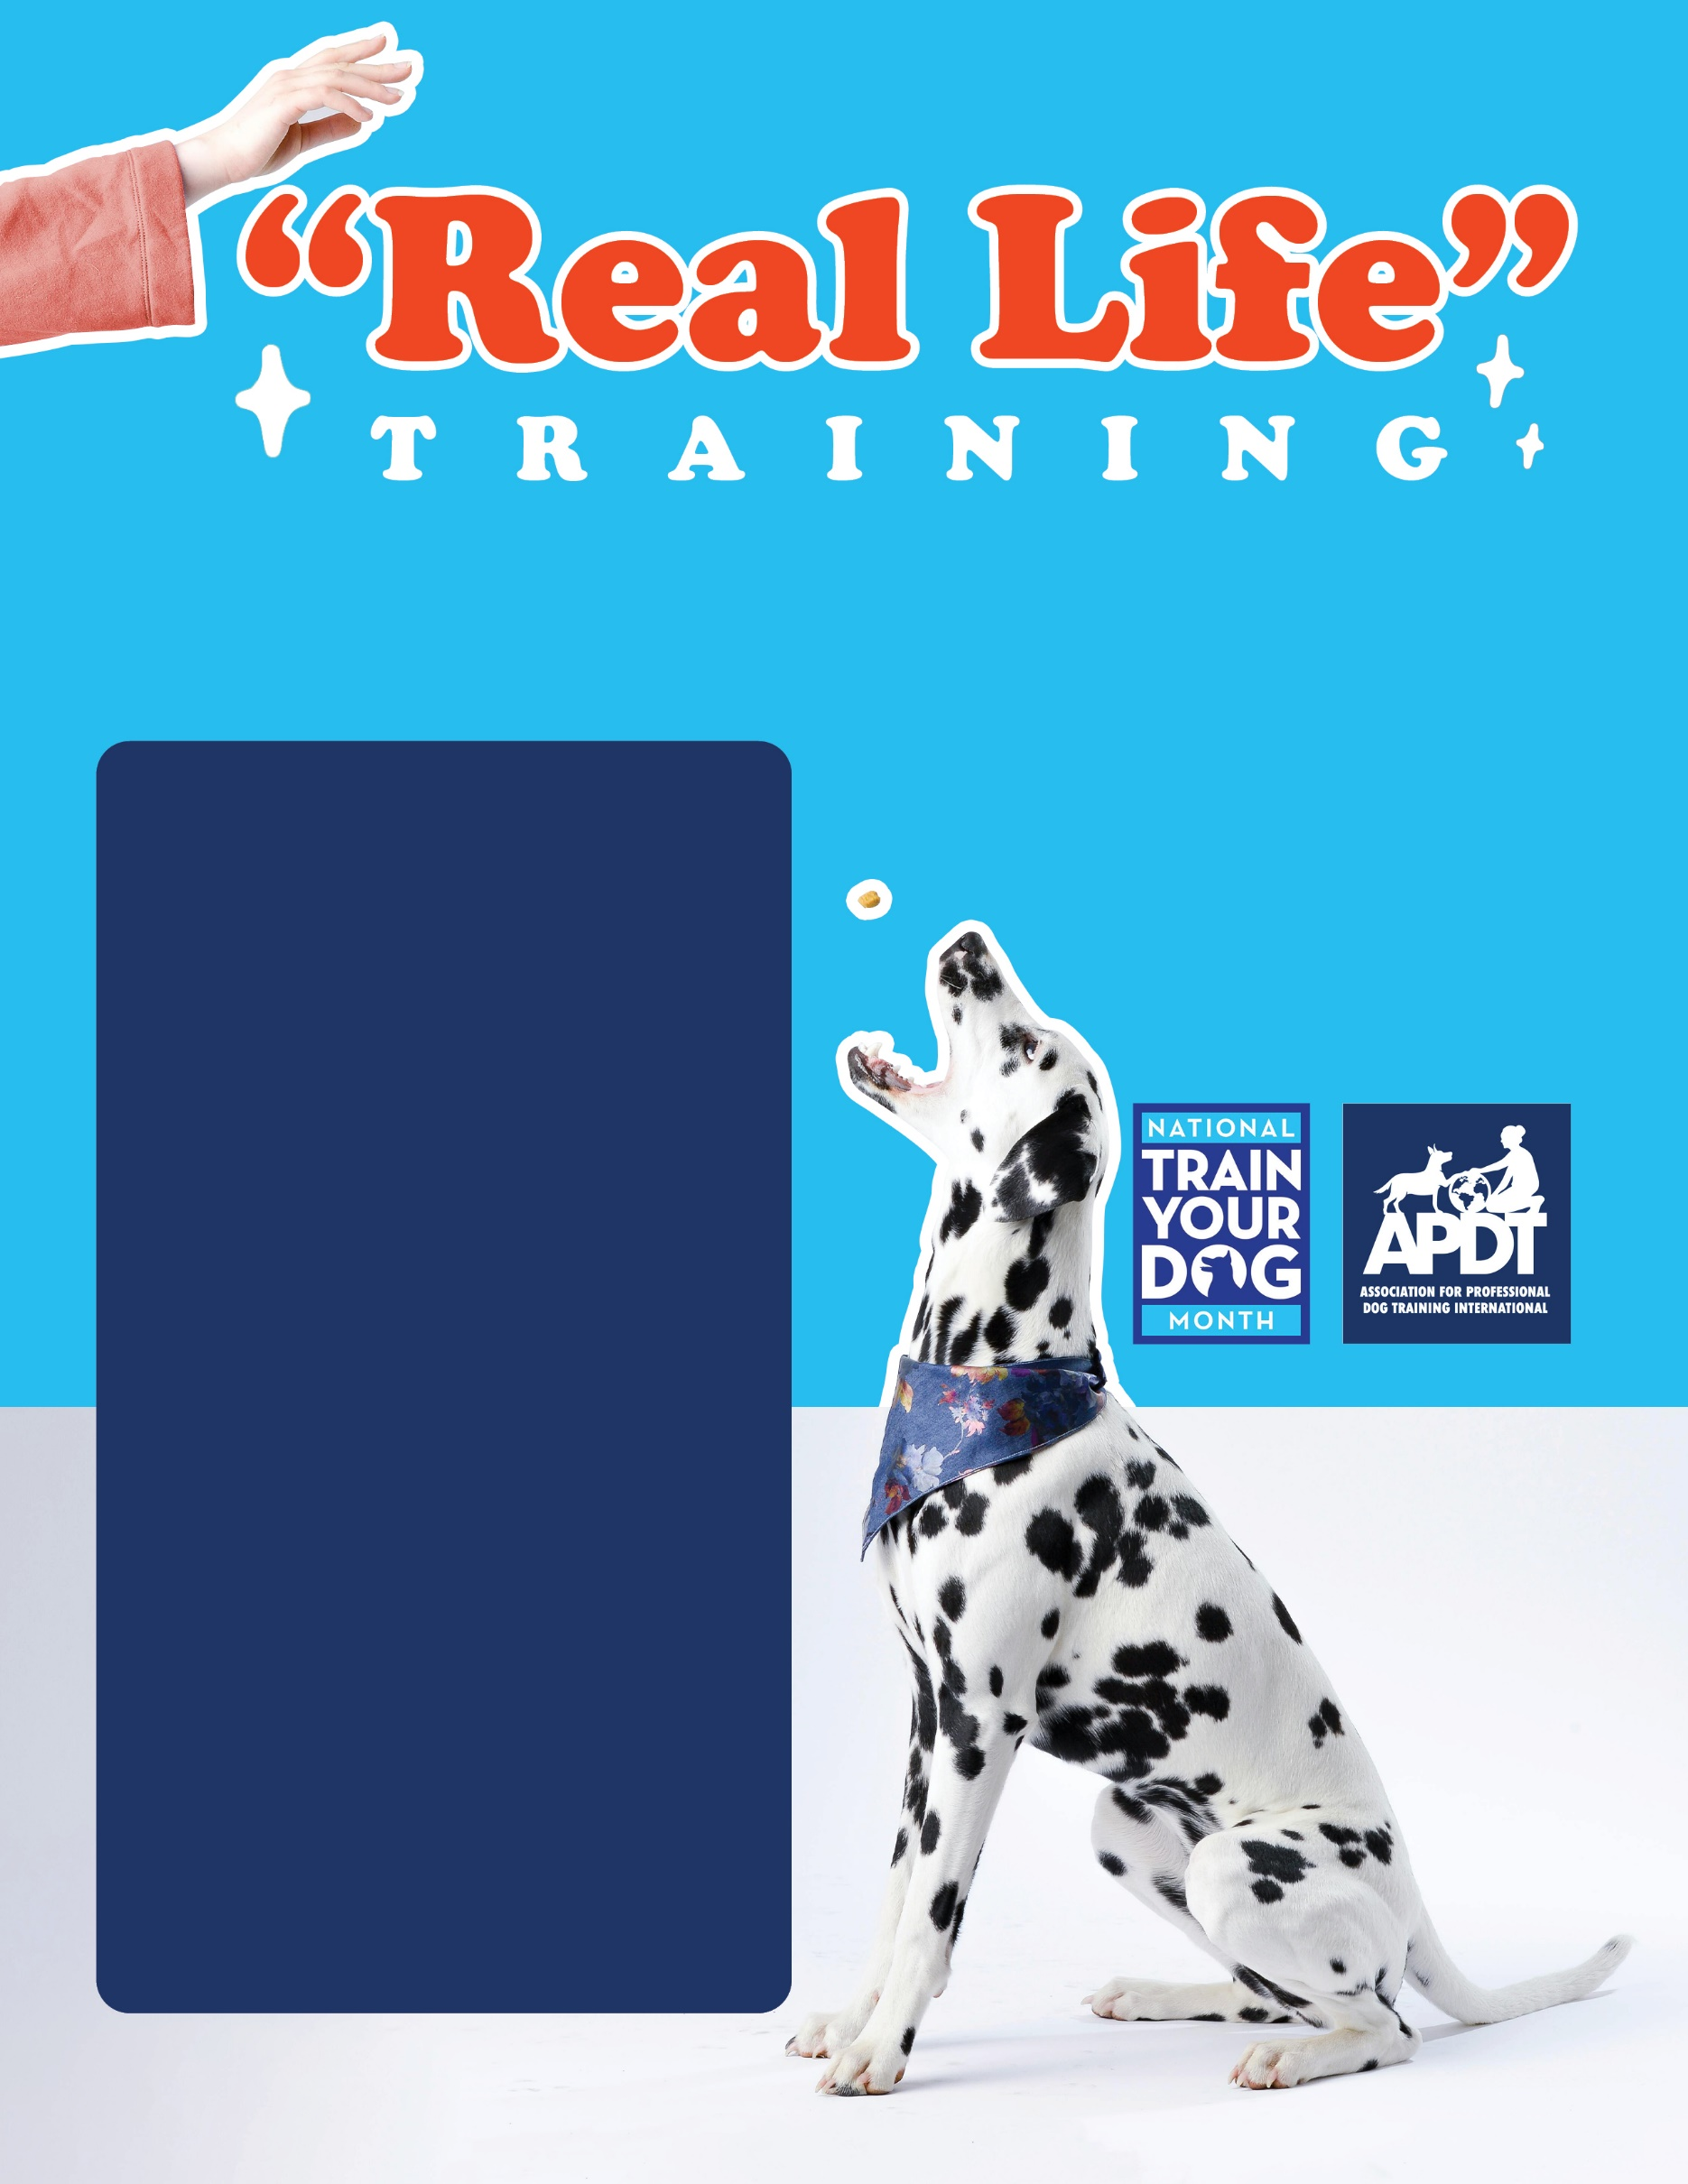 “Real Life”
TRAINING
NATIONAL
TRAIN
YOUR
DOG
MONTH
APDT
ASSOCIATION FOR PROFESSIONAL
DOG TRAINING INTERNATIONAL